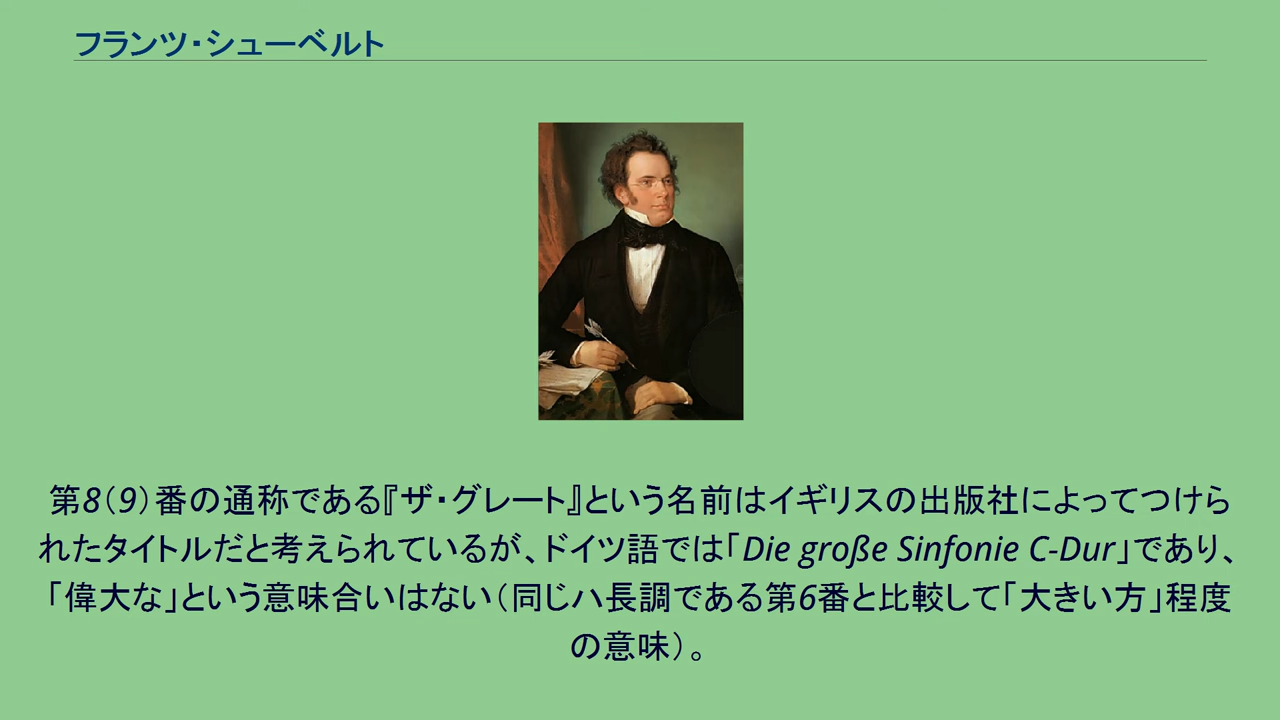 フランツ・シューベルト
第8(9)番の通称である『ザ・グレート』という名前はイギリスの出版社によってつけら
れたタイトルだと考えられているが、ドイツ語では「Die große Sinfonie C-Dur」であり、
「偉大な」という意味合いはない（同じハ長調である第6番と比較して「大きい方」程度
の意味）。